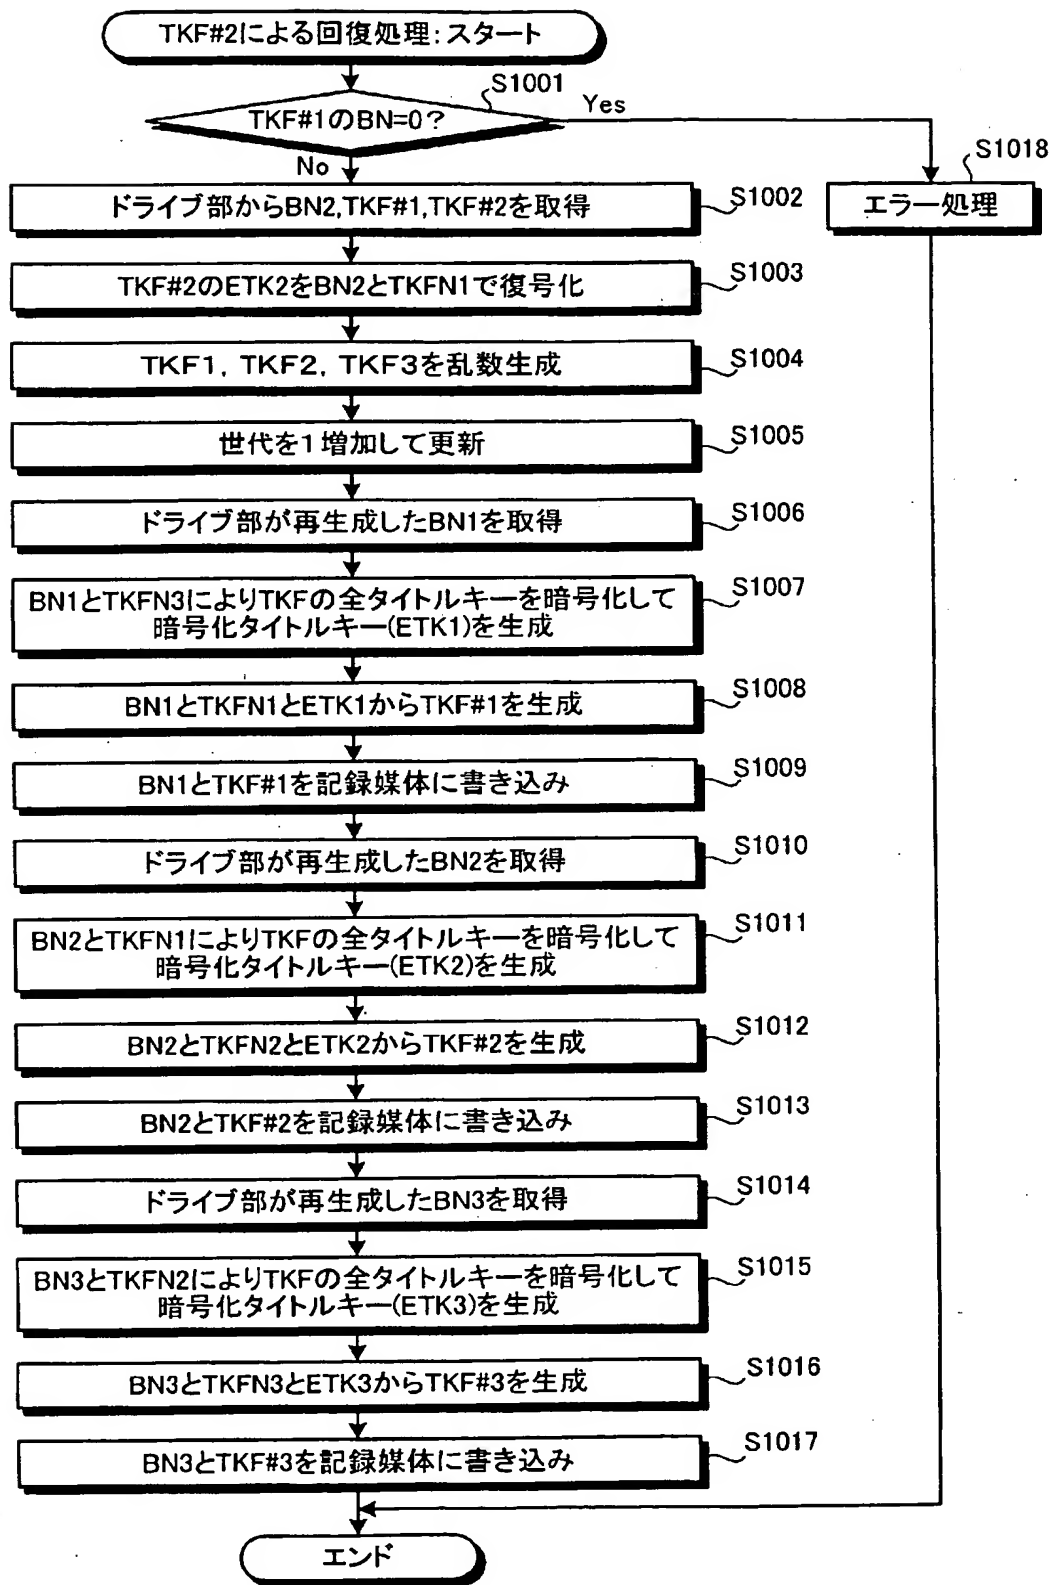 TKF#2による回復処理:スタート
S1001
TKF#1のBN=0?
Yes
No
S1018
エラー処理
ドライブ部からBN2,TKF#1,TKF#2を取得
S1002
TKF#2のETK2をBN2とTKFN1で復号化
S1003
TKF1, TKF2, TKF3を乱数生成
S1004
世代を1増加して更新
S1005
ドライブ部が再生成したBN1を取得
S1006
BN1とTKFN3によりTKFの全タイトルキーを暗号化して
暗号化タイトルキー(ETK1)を生成
S1007
BN1とTKFN1とETK1からTKF#1を生成
S1008
BN1とTKF#1を記録媒体に書き込み
S1009
ドライブ部が再生成したBN2を取得
S1010
BN2とTKFN1によりTKFの全タイトルキーを暗号化して
暗号化タイトルキー(ETK2)を生成
S1011
BN2とTKFN2とETK2からTKF#2を生成
S1012
BN2とTKF#2を記録媒体に書き込み
S1013
ドライブ部が再生成したBN3を取得
S1014
BN3とTKFN2によりTKFの全タイトルキーを暗号化して
暗号化タイトルキー(ETK3)を生成
S1015
BN3とTKFN3とETK3からTKF#3を生成
S1016
BN3とTKF#3を記録媒体に書き込み
S1017
エンド